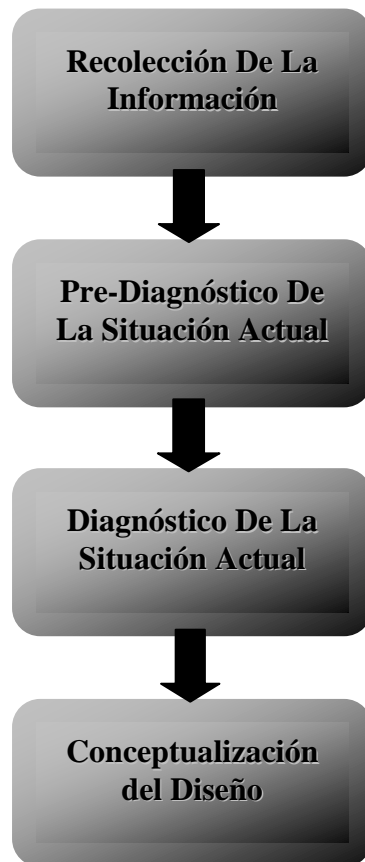 Recolección De La
Información
Pre-Diagnóstico De
La Situación Actual
Diagnóstico De La
Situación Actual
Conceptualización
del Diseño